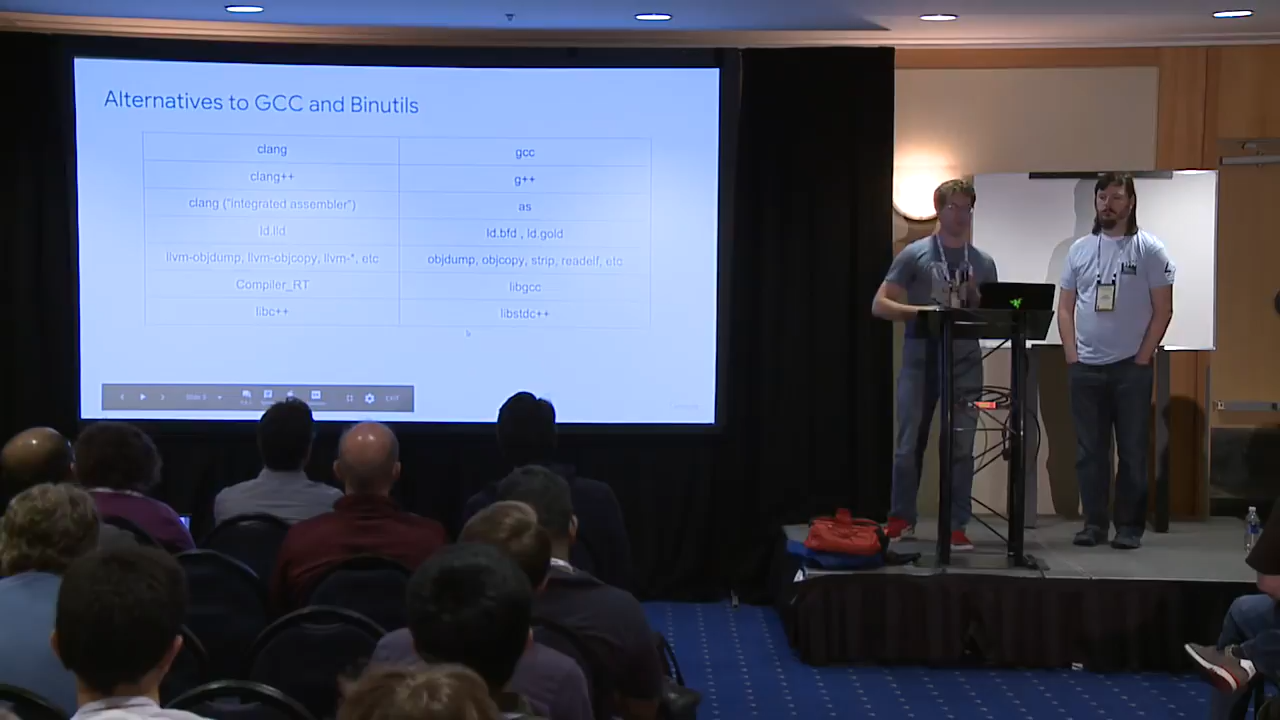 Alternatives to GCC and Binutils
clang gcc
clang++ g++
clang ("integrated assembler") as
ld.lld ld.bfd , ld.gold
llvm-objdump, llvm-objcopy, llvm-*, etc objdump, objcopy, strip, readelf, etc
Compiler_RT libgcc
libc++ libstdc++